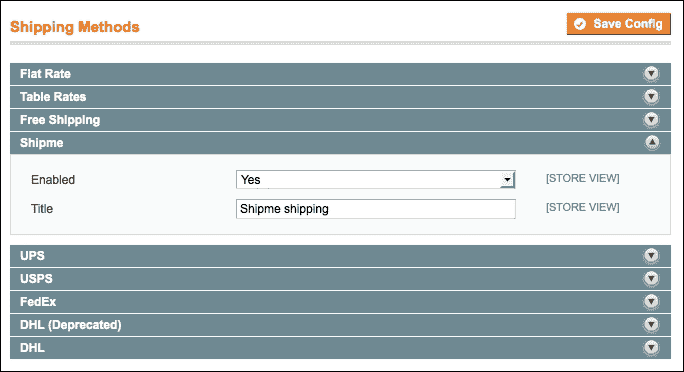 Shipping Methods
Save Config
Flat Rate
Table Rates
Free Shipping
Shipme
Enabled Yes [STORE VIEW]
Title Shipme shipping [STORE VIEW]
UPS
USPS
FedEx
DHL (Deprecated)
DHL